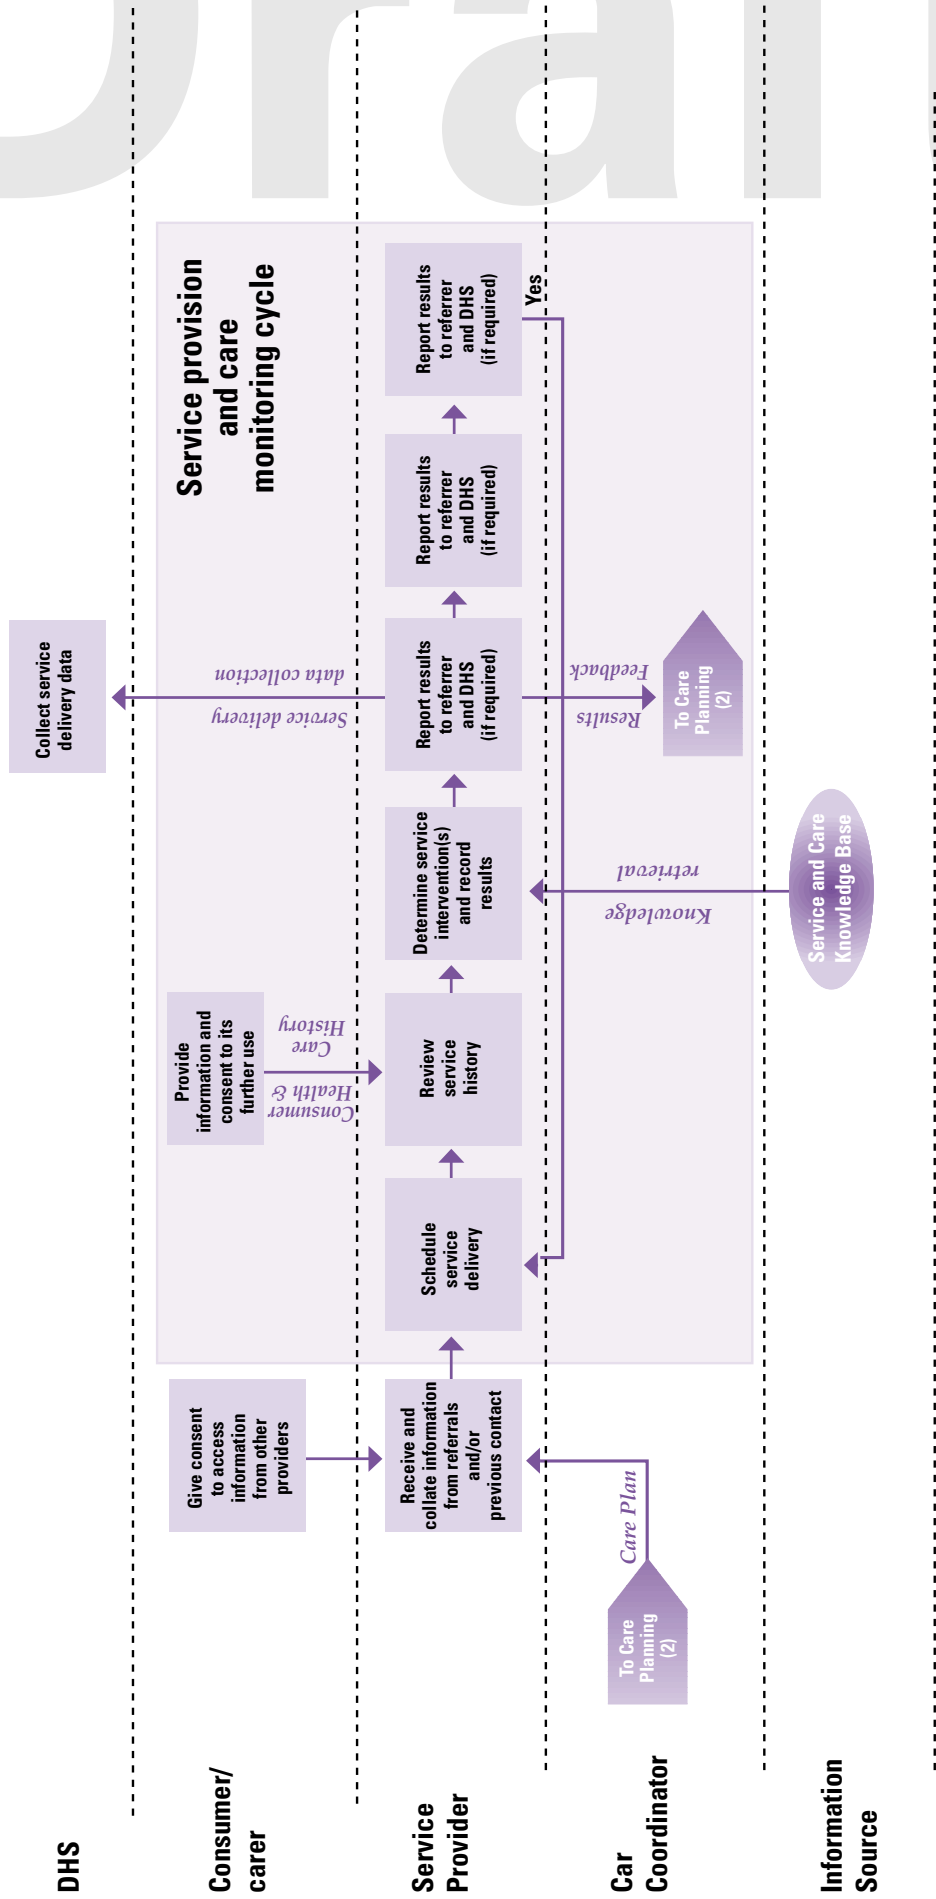 Draft
DHS
Collect service
delivery data
Service provision
and care
monitoring cycle
Service delivery
data collection
Consumer/
carer
Give consent
to access
information
from other
providers
Provide
information and
consent to its
further use
Consumer
Health &
Care
History
Service
Provider
Receive and
collate information
from referrals
and/or
previous contact
Schedule
service
delivery
Review
service
history
Determine service
intervention(s)
and record
results
Report results
to referrer
and DHS
(if required)
Report results
to referrer
and DHS
(if required)
Report results
to referrer
and DHS
(if required)
Yes
Car
Coordinator
To Care
Planning
(2)
Care Plan
Knowledge
retrieval
Results
Feedback
To Care
Planning
(2)
Information
Source
Service and Care
Knowledge Base